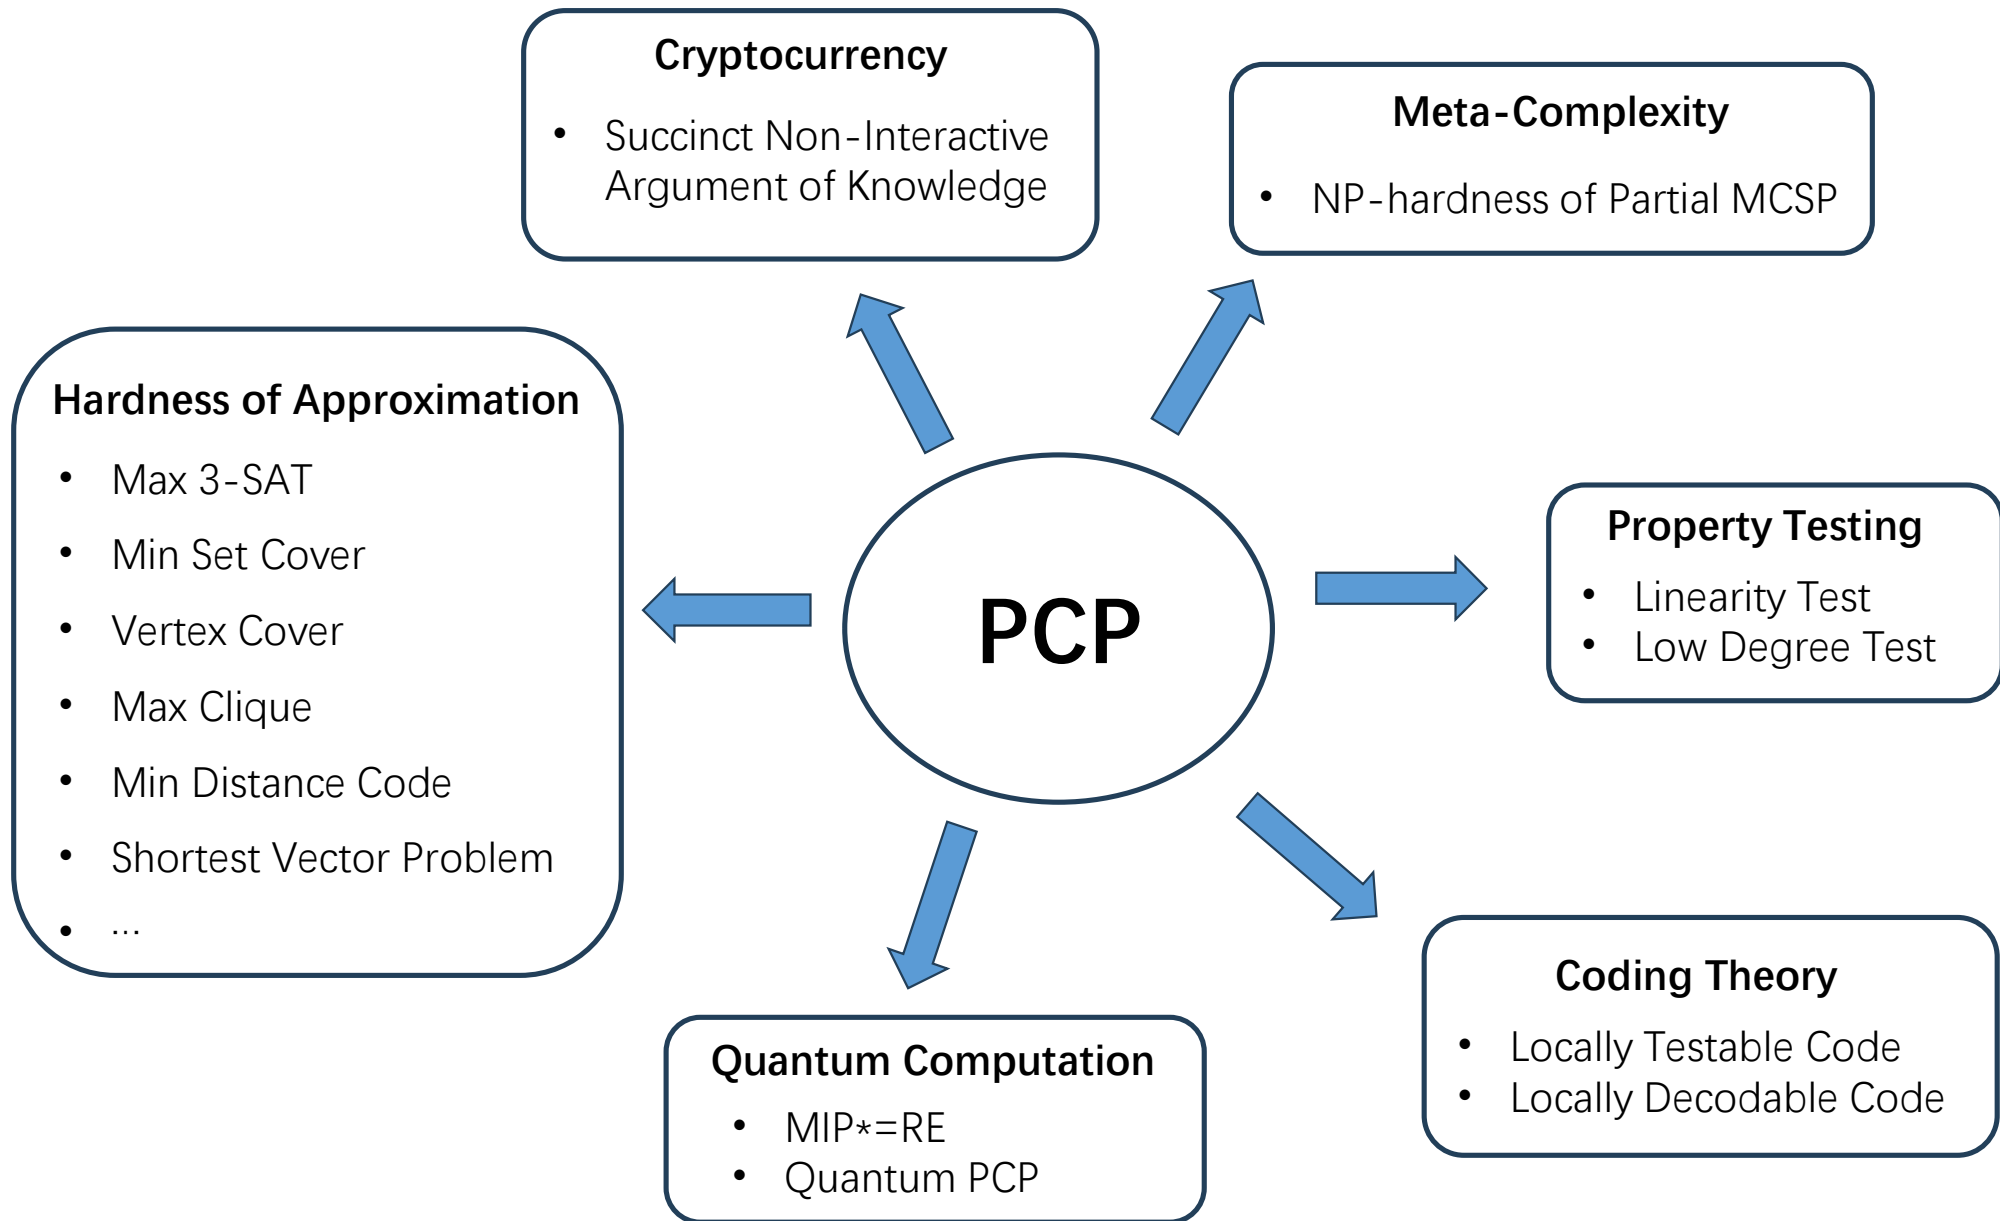 Cryptocurrency
• Succinct Non-Interactive
Argument of Knowledge
Meta-Complexity
• NP-hardness of Partial MCSP
Hardness of Approximation
• Max 3-SAT
• Min Set Cover
• Vertex Cover
• Max Clique
• Min Distance Code
• Shortest Vector Problem
• ...
PCP
Property Testing
• Linearity Test
• Low Degree Test
Coding Theory
• Locally Testable Code
• Locally Decodable Code
Quantum Computation
• MIP*=RE
• Quantum PCP